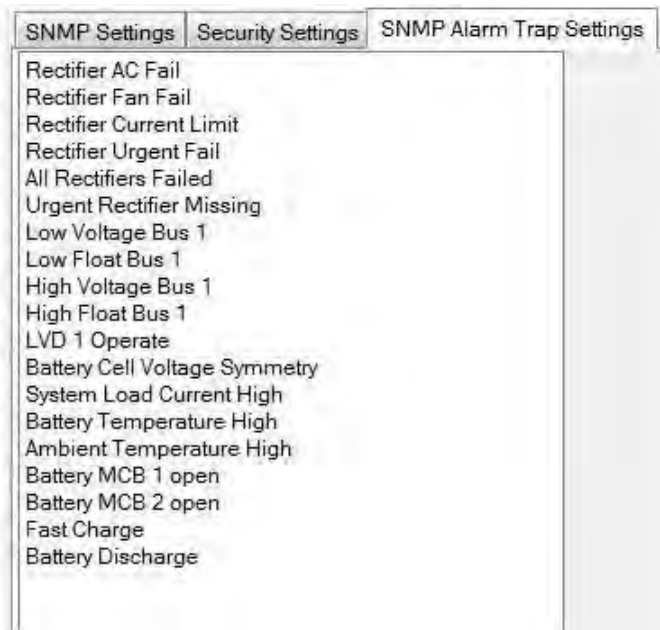 SNMP Settings Security Settings SNMP Alarm Trap Settings
Rectifier AC Fail
Rectifier Fan Fail
Rectifier Current Limit
Rectifier Urgent Fail
All Rectifiers Failed
Urgent Rectifier Missing
Low Voltage Bus 1
Low Float Bus 1
High Voltage Bus 1
High Float Bus 1
LVD 1 Operate
Battery Cell Voltage Symmetry
System Load Current High
Battery Temperature High
Ambient Temperature High
Battery MCB 1 open
Battery MCB 2 open
Fast Charge
Battery Discharge